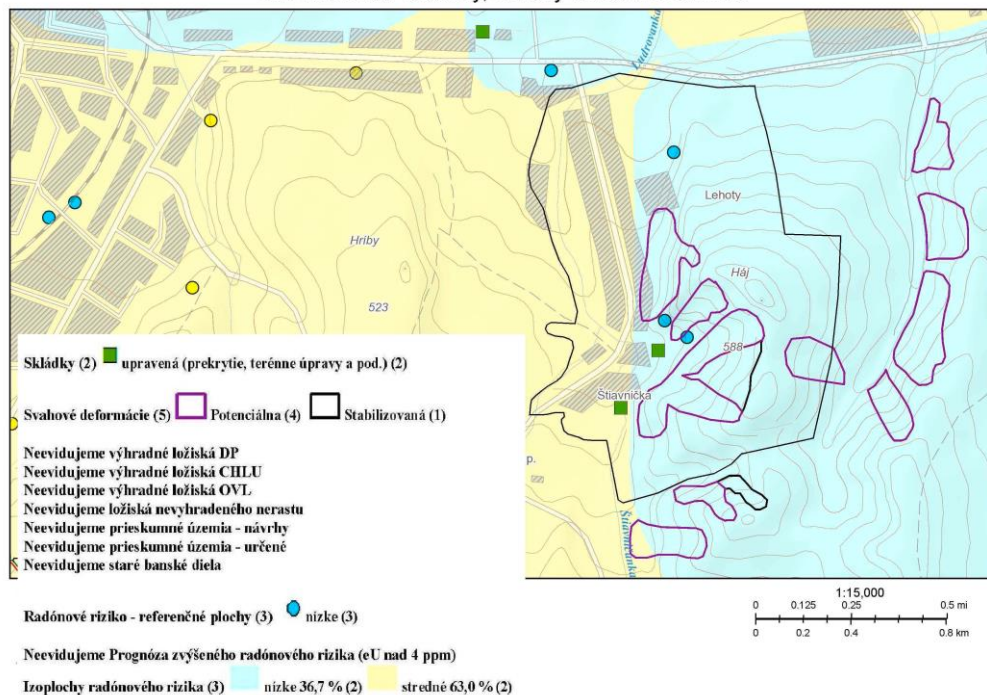 Ľudrovanka
Lehoty
Hriby
Háj
523
588
Štiavnička
p.
Štiavničanka
Skládky (2) upravená (prekrytie, terénne úpravy a pod.) (2)
Svahové deformácie (5) Potenciálna (4) Stabilizovaná (1)
Neevidujeme výhradné ložiská DP
Neevidujeme výhradné ložiská CHLU
Neevidujeme výhradné ložiská OVL
Neevidujeme ložiská nevyhradeného nerastu
Neevidujeme prieskumné územia - návrhy
Neevidujeme prieskumné územia - určené
Neevidujeme staré banské diela
1:15,000
0 0.125 0.25 0.5 mi
0 0.2 0.4 0.8 km
Radónové riziko - referenčné plochy (3) nízke (3)
Neevidujeme Prognóza zvýšeného radónového rizika (eU nad 4 ppm)
Izoplochy radónového rizika (3) nízke 36,7 % (2) stredné 63,0 % (2)